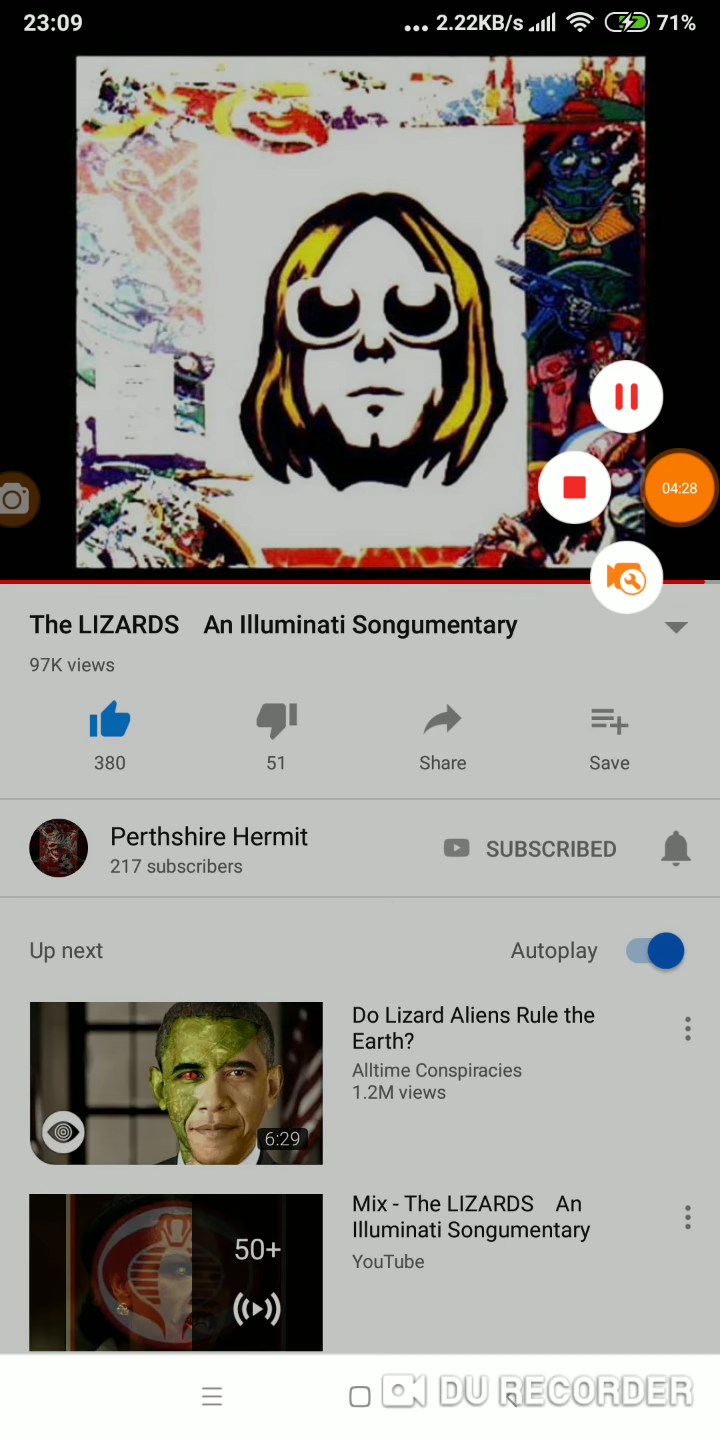 23:09
... 2.22KB/s 71%
04:28
The LIZARDS An Illuminati Songumentary
97K views
380
51
Share
Save
Perthshire Hermit
217 subscribers
SUBSCRIBED
Up next
Autoplay
6:29
Do Lizard Aliens Rule the
Earth?
Alltime Conspiracies
1.2M views
50+
Mix - The LIZARDS An
Illuminati Songumentary
YouTube
DU RECORDER